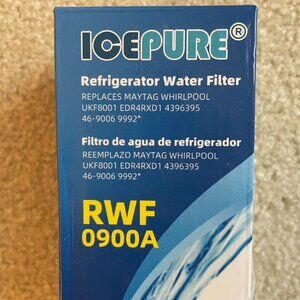 ICEPURE®
Refrigerator Water Filter
REPLACES MAYTAG WHIRLPOOL
UKF8001 EDR4RXD1 4396395
46-9006 9992*
Filtro de agua de refrigerador
REEMPLAZO MAYTAG WHIRLPOOL
UKF8001 EDR4RXD1 4396395
46-9006 9992*
RWF
0900A